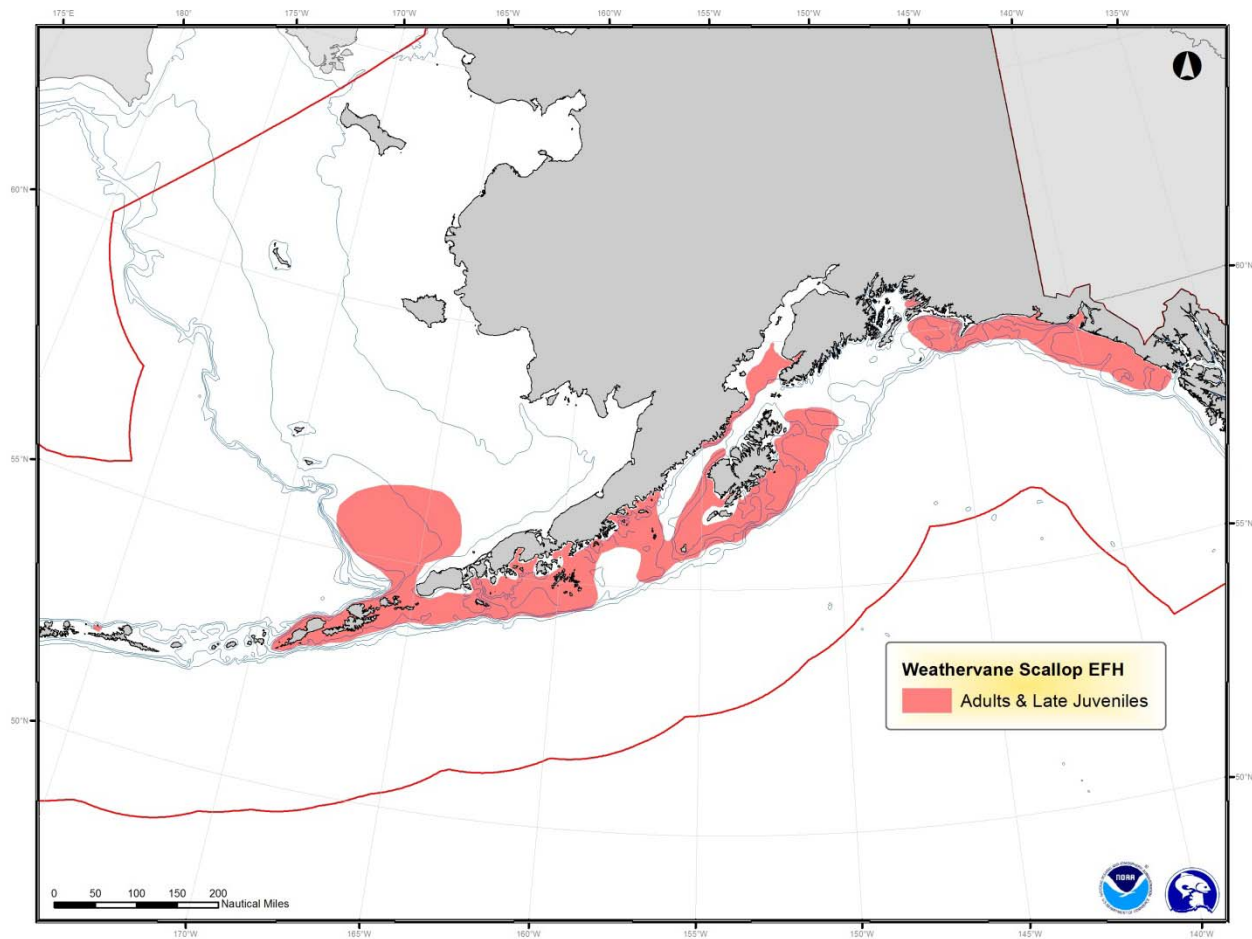 175°E 180° 175°W 170°W 165°W 160°W 155°W 150°W 145°W 140°W 135°W
60°N 60°N
55°N 55°N
Weathervane Scallop EFH
Adults & Late Juveniles
50°N 50°N
NOAA
0 50 100 150 200
Nautical Miles
170°W 165°W 160°W 155°W 150°W 145°W 140°W